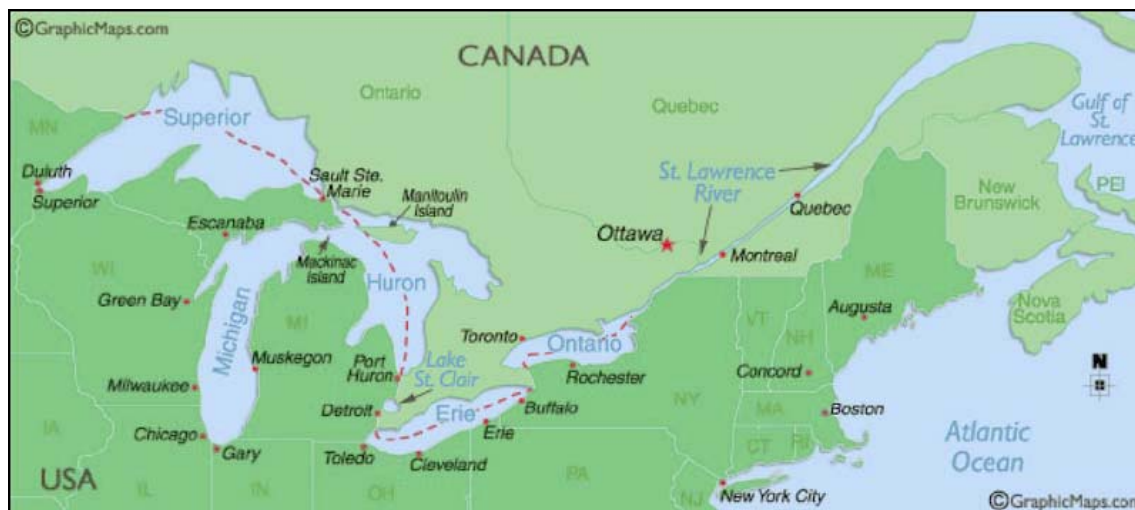 ©GraphicMaps.com
CANADA
Ontario
Quebec
Gulf of
St.
Lawrence
Superior
MN
Duluth
Superior
Sault Ste.
Marie
Manitoulin
Island
St. Lawrence
River
PEI
New
Brunswick
Quebec
Escanaba
Ottawa
Montreal
Mackinac
Island
Huron
WI
ME
Green Bay
Michigan
MI
Toronto
Ontario
VT
NH
Augusta
Nova
Scotia
Muskegon
Port
Huron
Lake
St. Clair
Rochester
Concord
N
Milwaukee
Detroit
Erie
Buffalo
NY
MA
Boston
IA
Chicago
Gary
Toledo
Erie
Cleveland
CT
RI
Atlantic
Ocean
USA
IL
IN
OH
PA
NJ
New York City
©GraphicMaps.com